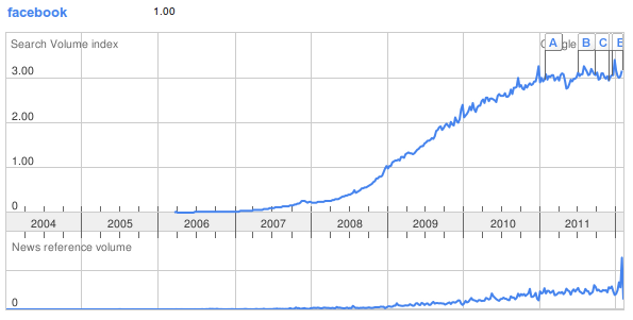 facebook 1.00
Search Volume index
A B C E
3.00
2.00
1.00
0
2004 2005 2006 2007 2008 2009 2010 2011
News reference volume
0